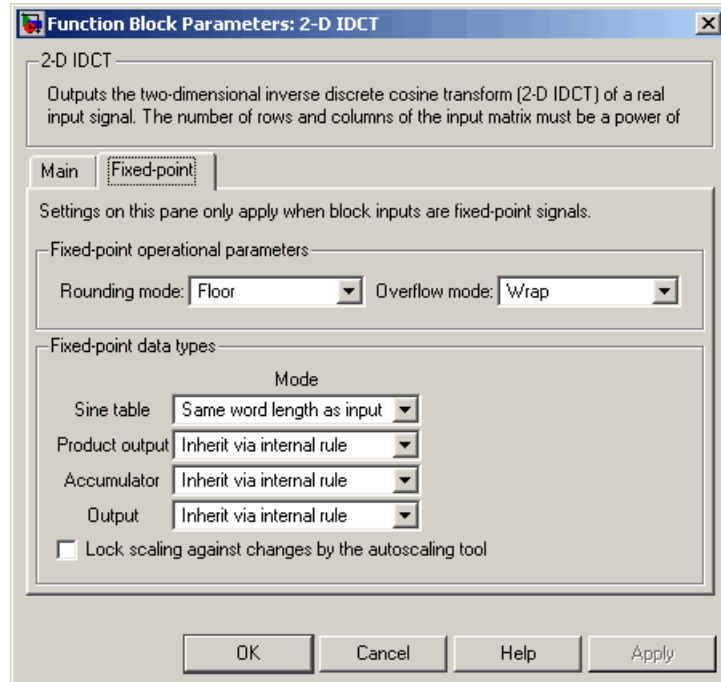 Function Block Parameters: 2-D IDCT
2-D IDCT
Outputs the two-dimensional inverse discrete cosine transform (2-D IDCT) of a real
input signal. The number of rows and columns of the input matrix must be a power of
Main Fixed-point
Settings on this pane only apply when block inputs are fixed-point signals.
Fixed-point operational parameters
Rounding mode: Floor Overflow mode: Wrap
Fixed-point data types
Mode
Sine table Same word length as input
Product output Inherit via internal rule
Accumulator Inherit via internal rule
Output Inherit via internal rule
Lock scaling against changes by the autoscaling tool
OK Cancel Help Apply